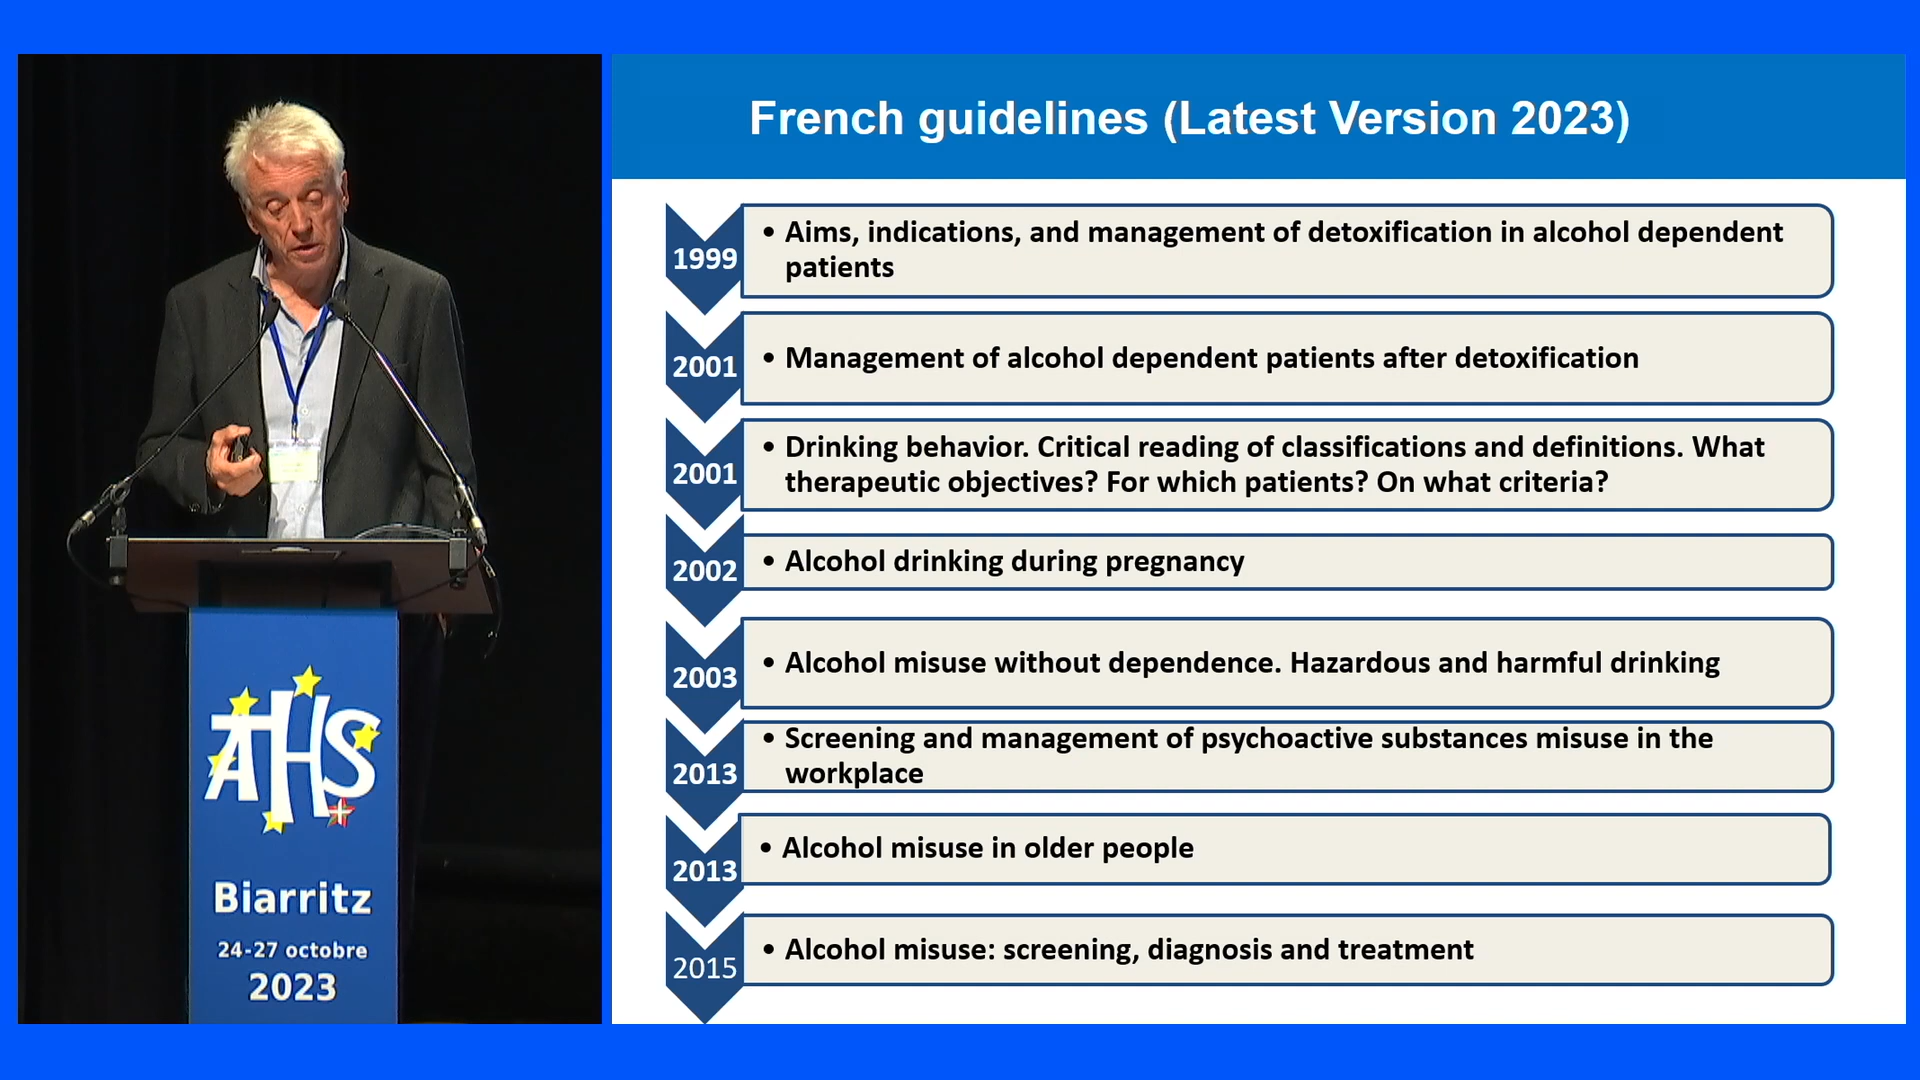 French guidelines (Latest Version 2023)
1999
• Aims, indications, and management of detoxification in alcohol dependent
patients
2001
• Management of alcohol dependent patients after detoxification
2001
• Drinking behavior. Critical reading of classifications and definitions. What
therapeutic objectives? For which patients? On what criteria?
2002
• Alcohol drinking during pregnancy
2003
• Alcohol misuse without dependence. Hazardous and harmful drinking
2013
• Screening and management of psychoactive substances misuse in the
workplace
2013
• Alcohol misuse in older people
2015
• Alcohol misuse: screening, diagnosis and treatment
ATHS
Biarritz
24-27 octobre
2023